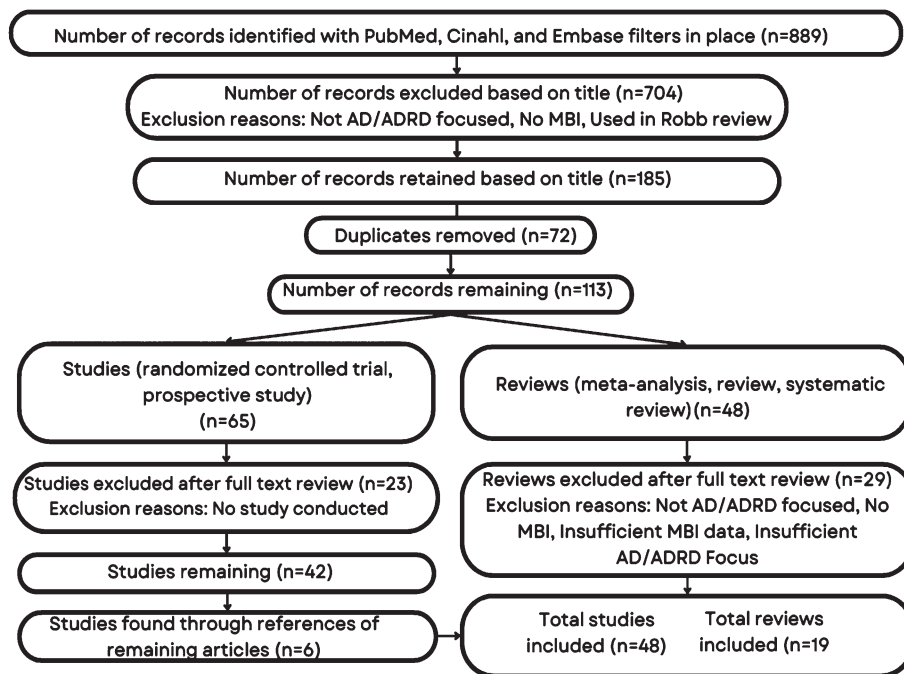 Number of records identified with PubMed, Cinahl, and Embase filters in place (n=889)
Number of records excluded based on title (n=704)
Exclusion reasons: Not AD/ADRD focused, No MBI, Used in Robb review
Number of records retained based on title (n=185)
Duplicates removed (n=72)
Number of records remaining (n=113)
Studies (randomized controlled trial,
prospective study)
(n=65)
Reviews (meta-analysis, review, systematic
review)(n=48)
Studies excluded after full text review (n=23)
Exclusion reasons: No study conducted
Reviews excluded after full text review (n=29)
Exclusion reasons: Not AD/ADRD focused, No
MBI, Insufficient MBI data, Insufficient
AD/ADRD Focus
Studies remaining (n=42)
Studies found through references of
remaining articles (n=6)
Total studies
included (n=48)
Total reviews
included (n=19